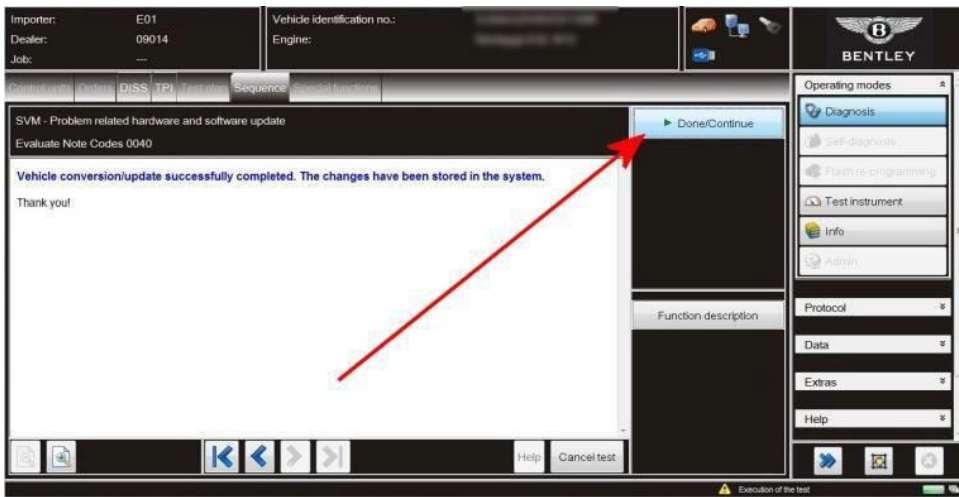 Importer: E01
Dealer: 09014
Job: ---
Vehicle identification no.:
Engine:
BENTLEY
Control units Orders DISS TPI Test plan Sequence Special functions
SVM - Problem related hardware and software update
Evaluate Note Codes 0040
Vehicle conversion/update successfully completed. The changes have been stored in the system.
Thank you!
Done/Continue
Function description
Help
Cancel test
Operating modes
Diagnosis
Self-diagnosis
Flash re-programming
Test instrument
Info
Admin
Protocol
Data
Extras
Help
Execution of the test